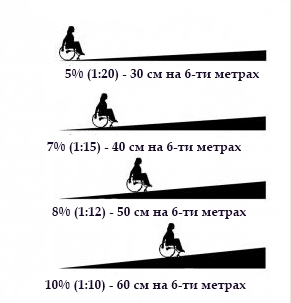 5% (1:20) - 30 см на 6-ти метрах
7% (1:15) - 40 см на 6-ти метрах
8% (1:12) - 50 см на 6-ти метрах
10% (1:10) - 60 см на 6-ти метрах